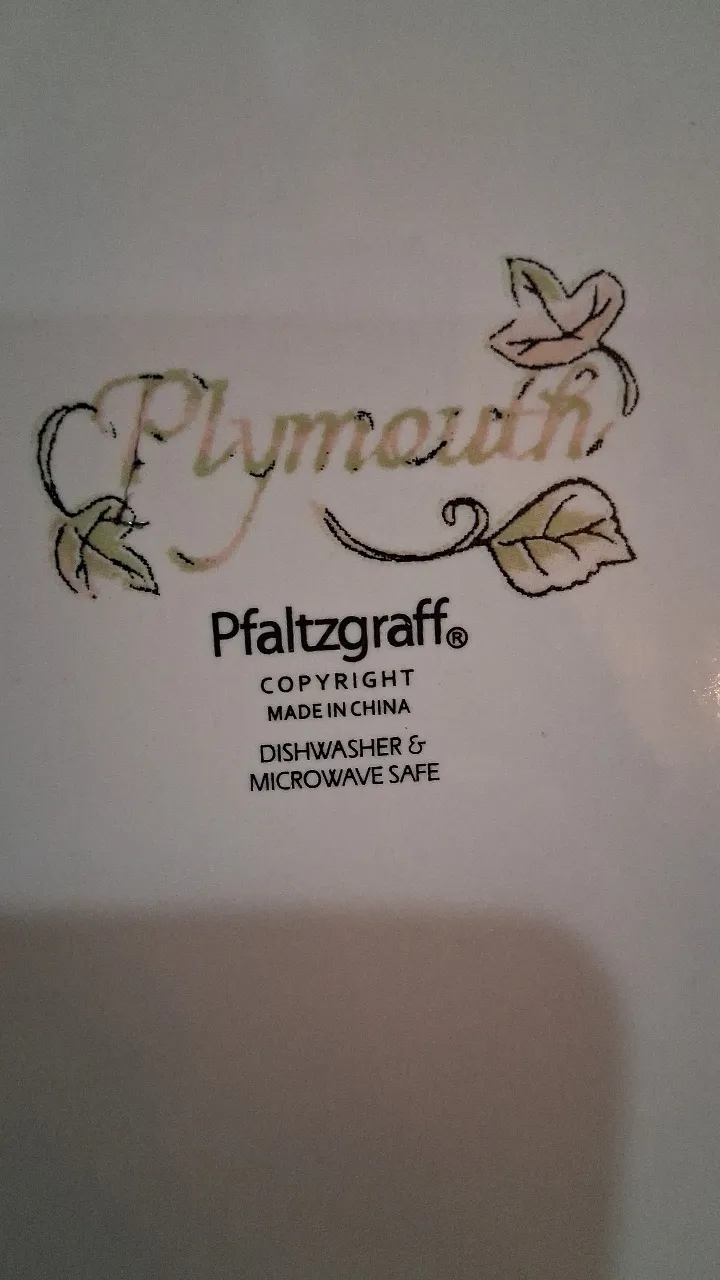 Plymouth
Pfaltzgraff®
COPYRIGHT
MADE IN CHINA
DISHWASHER &
MICROWAVE SAFE